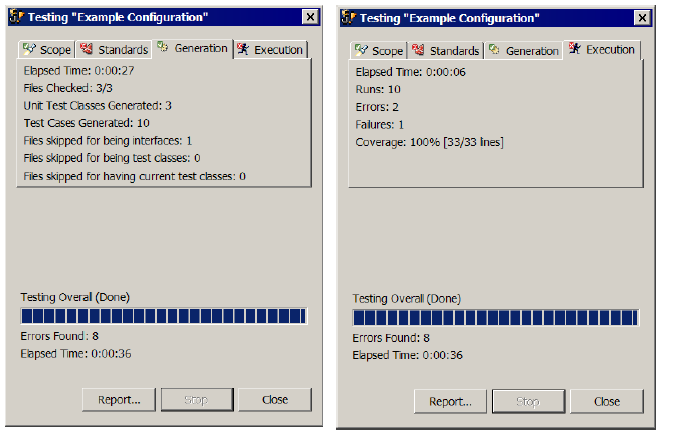 Testing "Example Configuration"
Scope Standards Generation Execution
Elapsed Time: 0:00:27
Files Checked: 3/3
Unit Test Classes Generated: 3
Test Cases Generated: 10
Files skipped for being interfaces: 1
Files skipped for being test classes: 0
Files skipped for having current test classes: 0
Testing Overall (Done)
Errors Found: 8
Elapsed Time: 0:00:36
Report... Stop Close
Testing "Example Configuration"
Scope Standards Generation Execution
Elapsed Time: 0:00:06
Runs: 10
Errors: 2
Failures: 1
Coverage: 100% [33/33 lines]
Testing Overall (Done)
Errors Found: 8
Elapsed Time: 0:00:36
Report... Stop Close